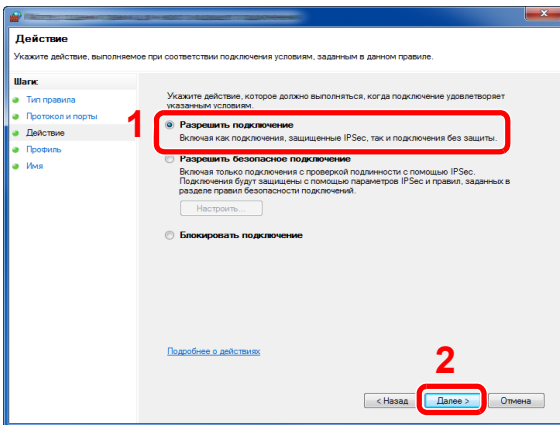 Действие
Укажите действие, выполняемое при соответствии подключения условиям, заданным в данном правиле.
Шаги:
Тип правила
Протокол и порты
Действие
Профиль
Имя
Укажите действие, которое должно выполняться, когда подключение удовлетворяет
указанным условиям.
1
Разрешить подключение
Включая как подключения, защищенные IPSec, так и подключения без защиты.
Разрешить безопасное подключение
Включая только подключения с проверкой подлинности с помощью IPSec.
Подключения будут защищены с помощью параметров IPSec и правил, заданных в
разделе правил безопасности подключений.
Настроить...
Блокировать подключение
Подробнее о действиях
2
< Назад
Далее >
Отмена